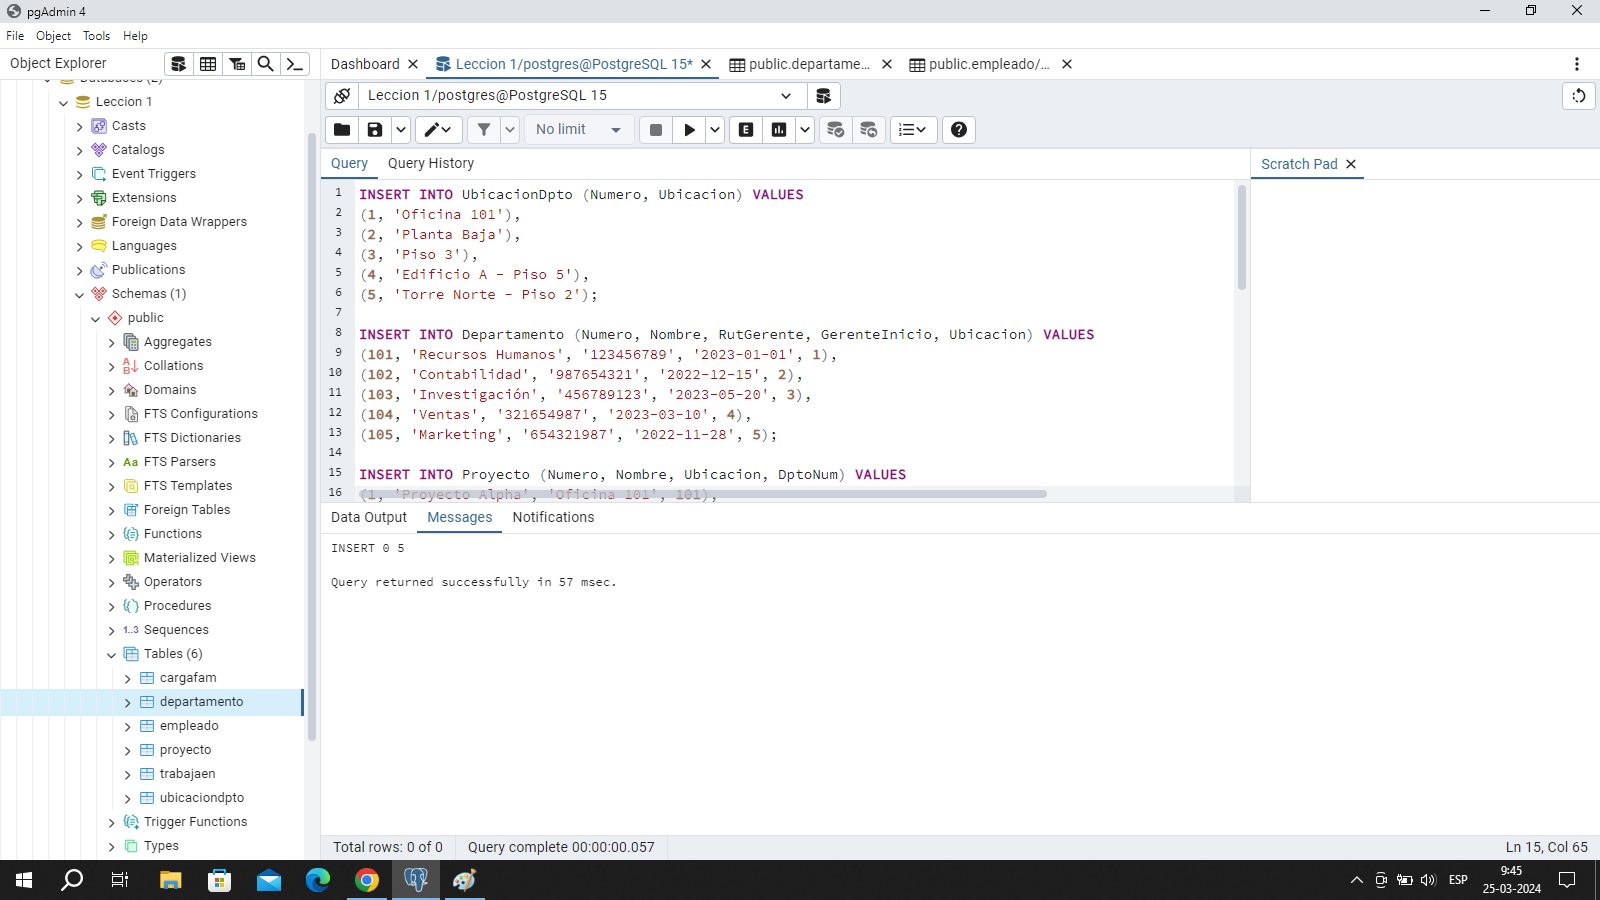 pgAdmin 4
File Object Tools Help
Object Explorer
Dashboard
Leccion 1/postgres@PostgreSQL 15*
public.departame...
public.empleado/...
Databases (2)
Leccion 1
Casts
Catalogs
Event Triggers
Extensions
Foreign Data Wrappers
Languages
Publications
Schemas (1)
public
Aggregates
Collations
Domains
FTS Configurations
FTS Dictionaries
Aa FTS Parsers
FTS Templates
Foreign Tables
Functions
Materialized Views
Operators
Procedures
1..3 Sequences
Tables (6)
cargafam
departamento
empleado
proyecto
trabajaen
ubicaciondpto
Trigger Functions
Types
Leccion 1/postgres@PostgreSQL 15
No limit
E
Query Query History
Scratch Pad
1 INSERT INTO UbicacionDpto (Numero, Ubicacion) VALUES
2 (1, 'Oficina 101'),
3 (2, 'Planta Baja'),
4 (3, 'Piso 3'),
5 (4, 'Edificio A - Piso 5'),
6 (5, 'Torre Norte - Piso 2');
7
8 INSERT INTO Departamento (Numero, Nombre, RutGerente, GerenteInicio, Ubicacion) VALUES
9 (101, 'Recursos Humanos', '123456789', '2023-01-01', 1),
10 (102, 'Contabilidad', '987654321', '2022-12-15', 2),
11 (103, 'Investigación', '456789123', '2023-05-20', 3),
12 (104, 'Ventas', '321654987', '2023-03-10', 4),
13 (105, 'Marketing', '654321987', '2022-11-28', 5);
14
15 INSERT INTO Proyecto (Numero, Nombre, Ubicacion, DptoNum) VALUES
16 (1, 'Proyecto Alpha', 'Oficina 101', 101),
Data Output Messages Notifications
INSERT 0 5
Query returned successfully in 57 msec.
Total rows: 0 of 0 Query complete 00:00:00.057
Ln 15, Col 65
ESP
9:45
25-03-2024